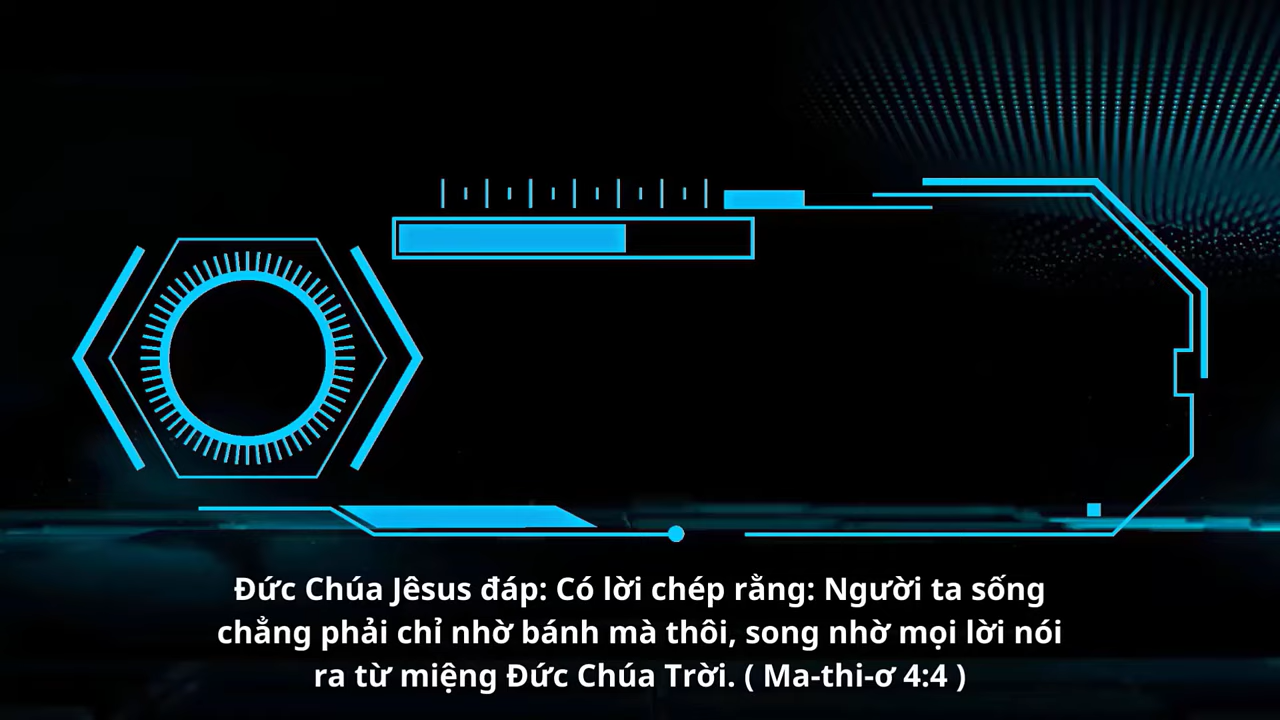 Đức Chúa Jêsus đáp: Có lời chép rằng: Người ta sống
chẳng phải chỉ nhờ bánh mà thôi, song nhờ mọi lời nói
ra từ miệng Đức Chúa Trời. ( Ma-thi-ơ 4:4 )